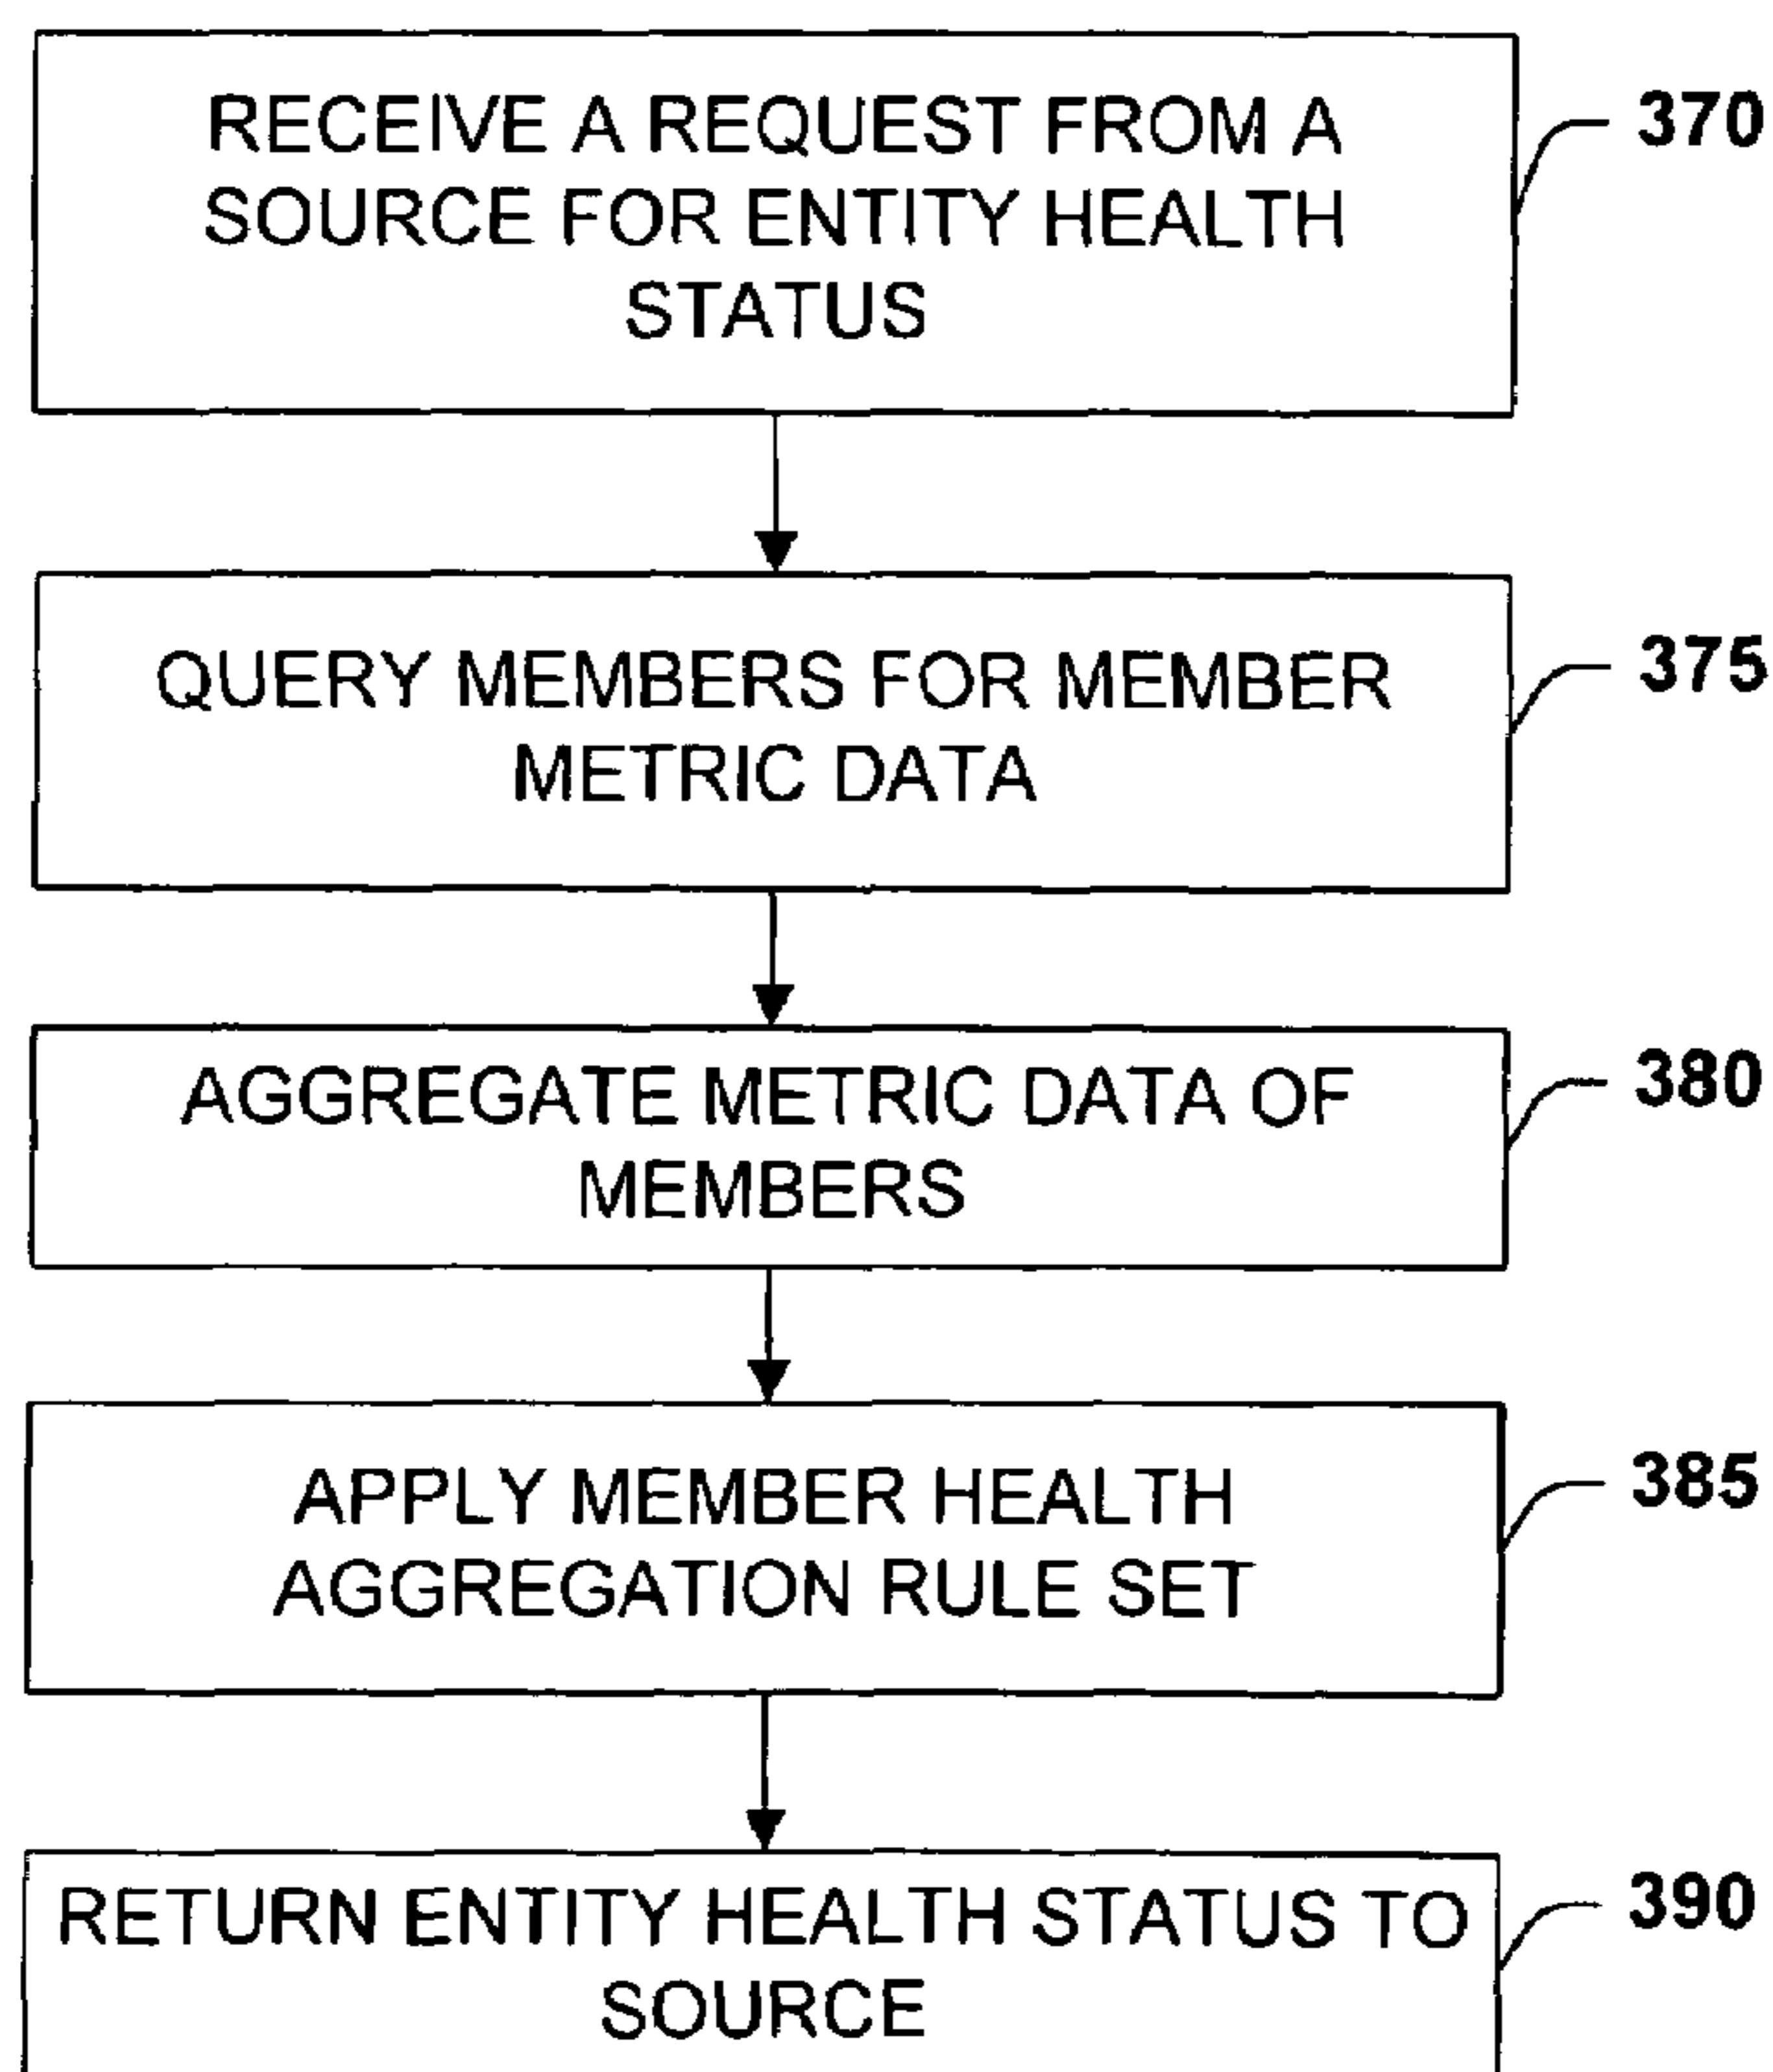 RECEIVE A REQUEST FROM A
SOURCE FOR ENTITY HEALTH
STATUS
370
QUERY MEMBERS FOR MEMBER
METRIC DATA
375
AGGREGATE METRIC DATA OF
MEMBERS
380
APPLY MEMBER HEALTH
AGGREGATION RULE SET
385
RETURN ENTITY HEALTH STATUS TO
SOURCE
390